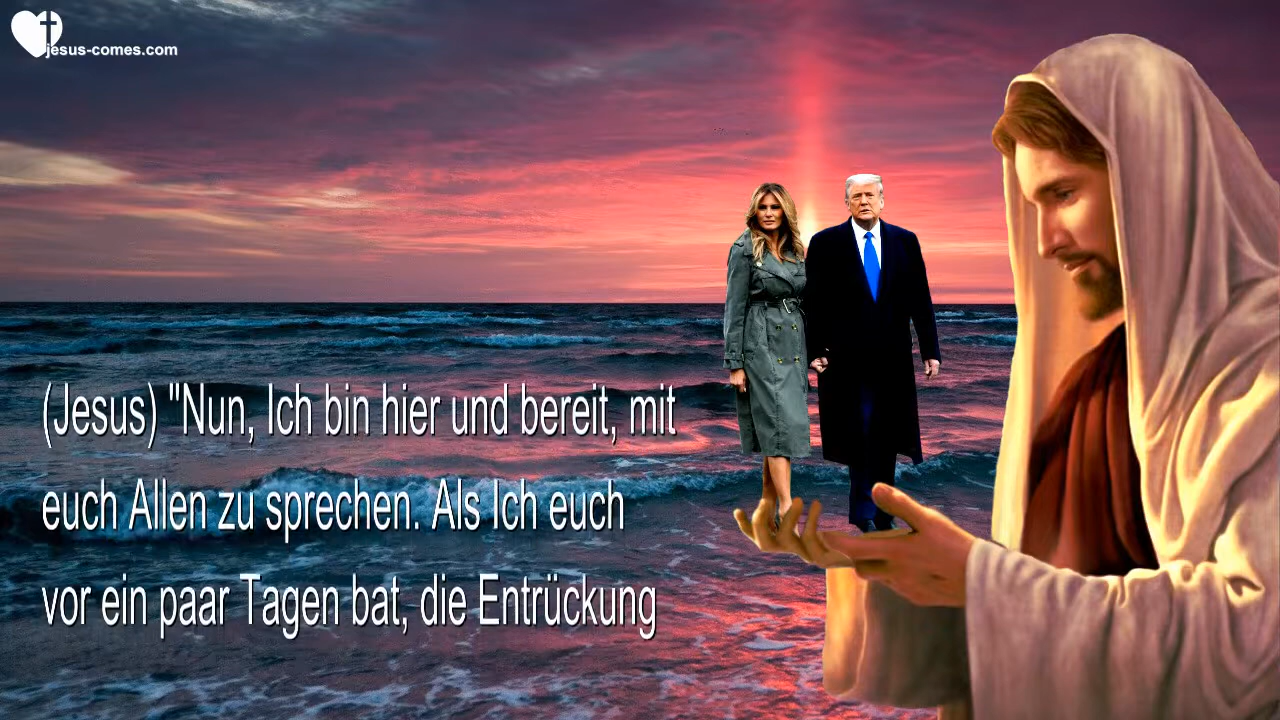 jesus-comes.com
(Jesus) "Nun, Ich bin hier und bereit, mit
euch Allen zu sprechen. Als Ich euch
vor ein paar Tagen bat, die Entrückung